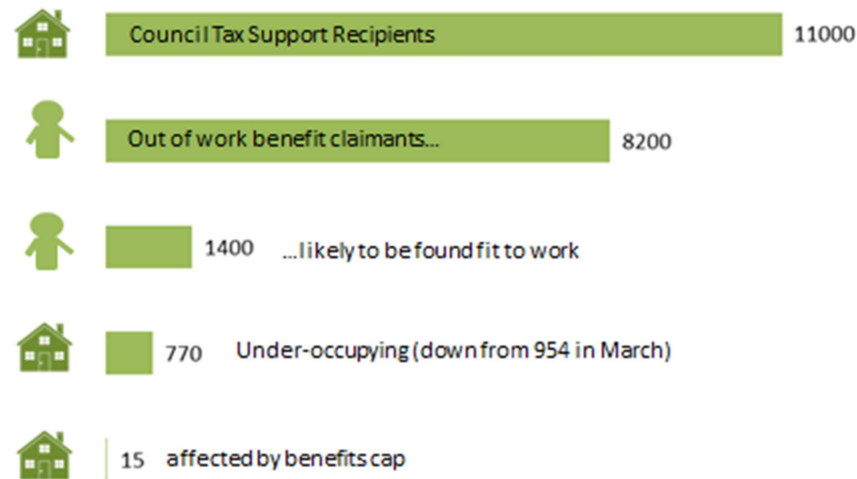 Council Tax Support Recipients 11000
Out of work benefit claimants... 8200
1400 ...likely to be found fit to work
770 Under-occupying (down from 954 in March)
15 affected by benefits cap